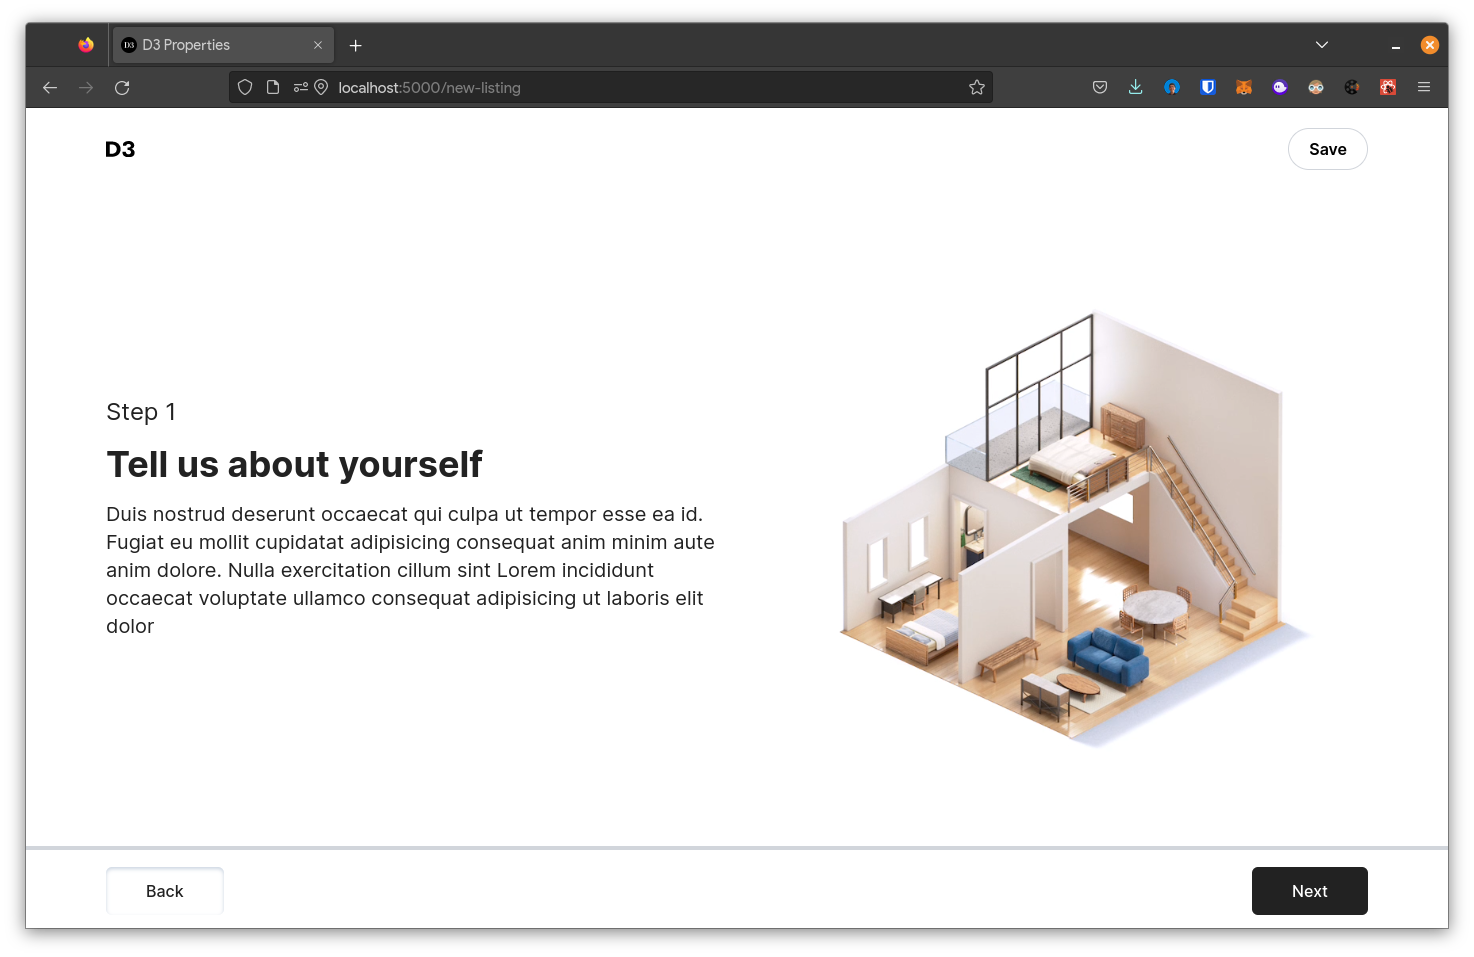 D3 D3 Properties
localhost:5000/new-listing
D3
Save
Step 1
Tell us about yourself
Duis nostrud deserunt occaecat qui culpa ut tempor esse ea id.
Fugiat eu mollit cupidatat adipisicing consequat anim minim aute
anim dolore. Nulla exercitation cillum sint Lorem incididunt
occaecat voluptate ullamco consequat adipisicing ut laboris elit
dolor
Back
Next